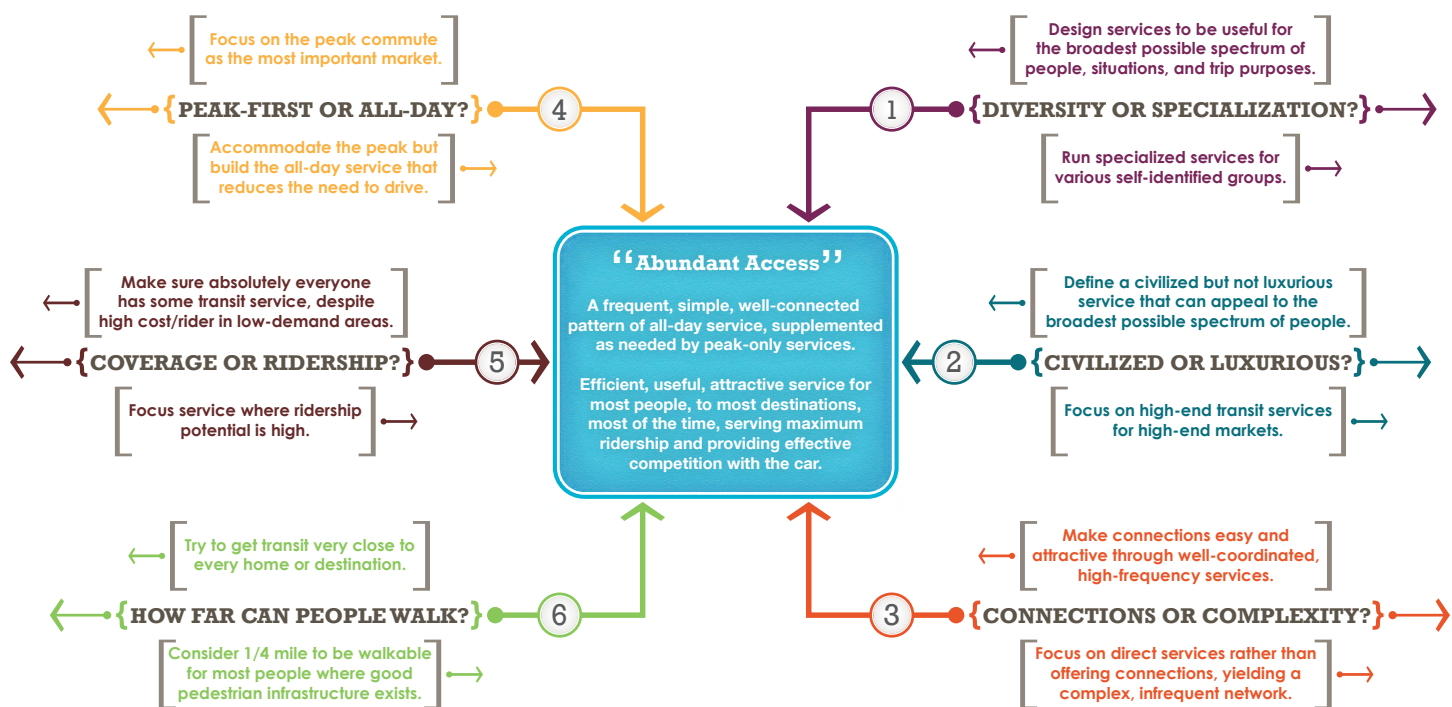 Focus on the peak commute
as the most important market.
{PEAK-FIRST OR ALL-DAY?}
4
Accommodate the peak but
build the all-day service that
reduces the need to drive.
Design services to be useful for
the broadest possible spectrum of
people, situations, and trip purposes.
1
{DIVERSITY OR SPECIALIZATION?}
Run specialized services for
various self-identified groups.
Make sure absolutely everyone
has some transit service, despite
high cost/rider in low-demand areas.
{COVERAGE OR RIDERSHIP?}
5
Focus service where ridership
potential is high.
“Abundant Access”
A frequent, simple, well-connected
pattern of all-day service, supplemented
as needed by peak-only services.
Efficient, useful, attractive service for
most people, to most destinations,
most of the time, serving maximum
ridership and providing effective
competition with the car.
Define a civilized but not luxurious
service that can appeal to the
broadest possible spectrum of people.
2
{CIVILIZED OR LUXURIOUS?}
Focus on high-end transit services
for high-end markets.
Try to get transit very close to
every home or destination.
{HOW FAR CAN PEOPLE WALK?}
6
Consider 1/4 mile to be walkable
for most people where good
pedestrian infrastructure exists.
Make connections easy and
attractive through well-coordinated,
high-frequency services.
3
{CONNECTIONS OR COMPLEXITY?}
Focus on direct services rather than
offering connections, yielding a
complex, infrequent network.